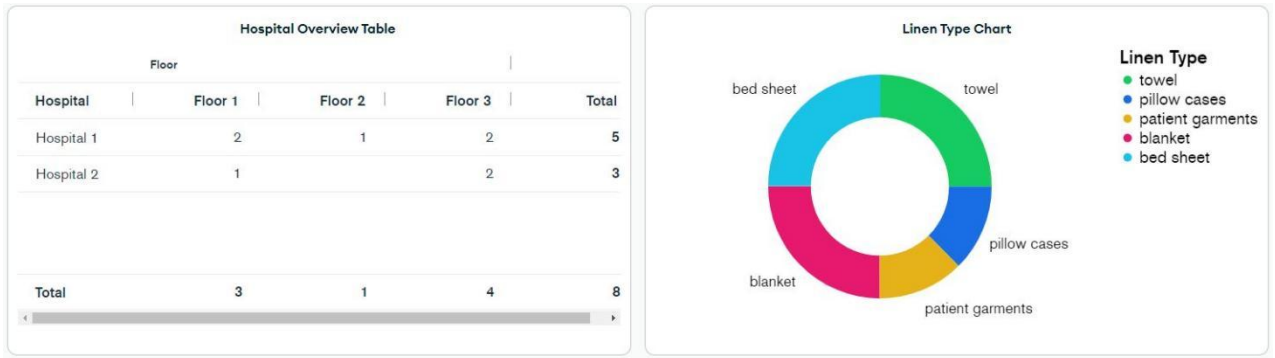 Hospital Overview Table
Floor
Hospital Floor 1 Floor 2 Floor 3 Total
Hospital 1 2 1 2 5
Hospital 2 1 2 3
Total 3 1 4 8
Linen Type Chart
bed sheet
towel
pillow cases
blanket
patient garments
Linen Type
towel
pillow cases
patient garments
blanket
bed sheet